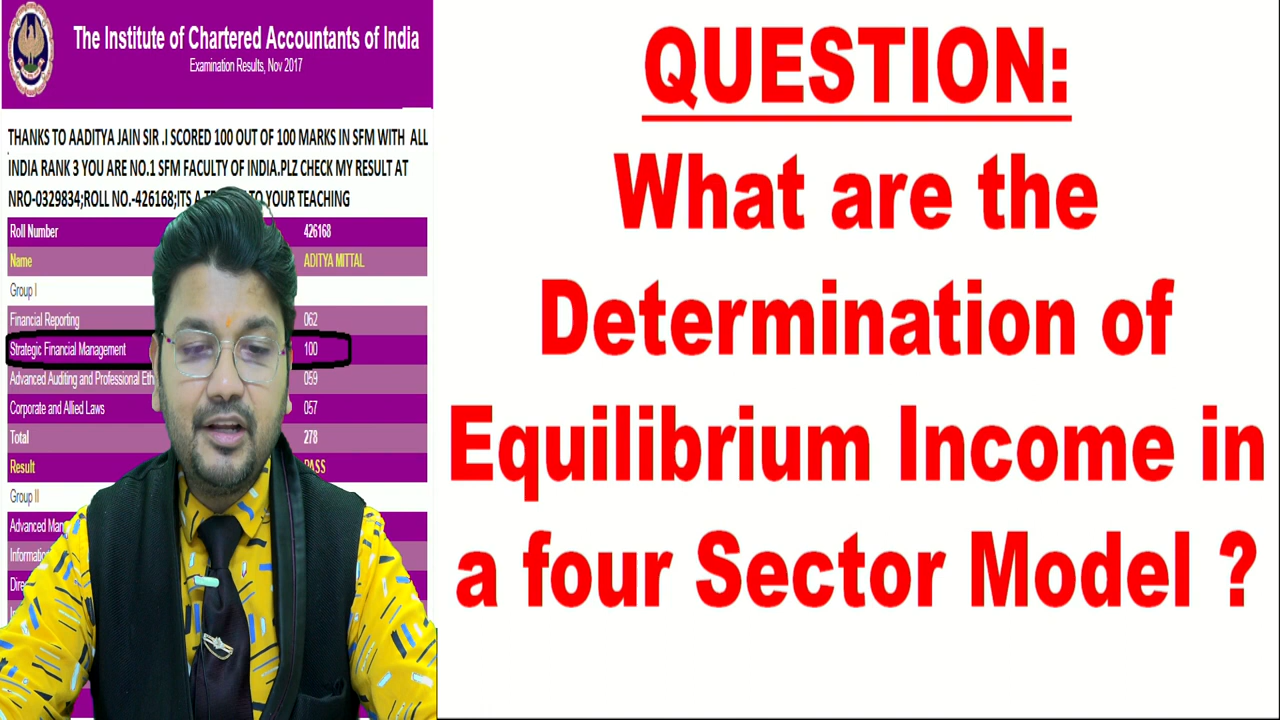 The Institute of Chartered Accountants of India
Examination Results, Nov 2017
THANKS TO AADITYA JAIN SIR .I SCORED 100 OUT OF 100 MARKS IN SFM WITH ALL
INDIA RANK 3 YOU ARE NO.1 SFM FACULTY OF INDIA.PLZ CHECK MY RESULT AT
NRO-0329834;ROLL NO.-426168;ITS A TO YOUR TEACHING
Roll Number 426168
Name ADITYA MITTAL
Group I
Financial Reporting 062
Strategic Financial Management 100
Advanced Auditing and Professional 059
Corporate and Allied Laws 057
Total 278
Result PASS
Group II
Advanced
QUESTION:
What are the
Determination of
Equilibrium Income in
a four Sector Model ?